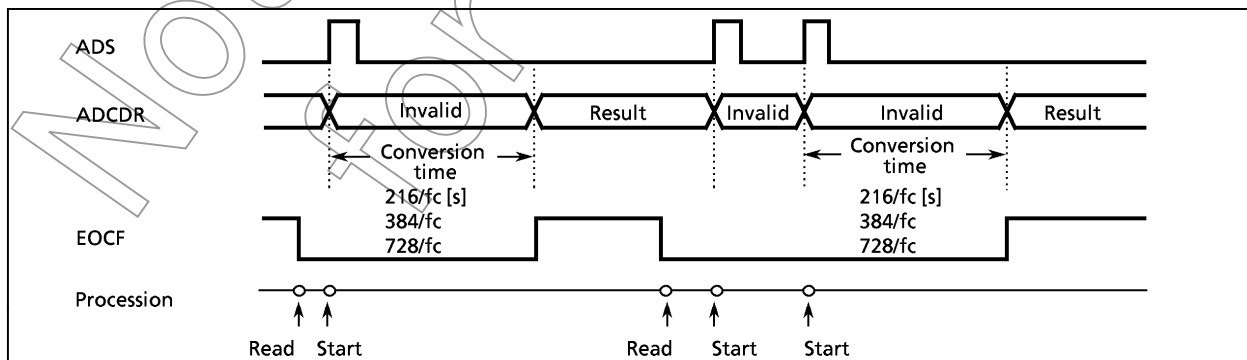 ADS
ADCDR Invalid Result Invalid Invalid Result
Conversion time Conversion time
216/fc [s] 216/fc [s]
384/fc 384/fc
EOCF 728/fc 728/fc
Procession
Read Start Read Start Start